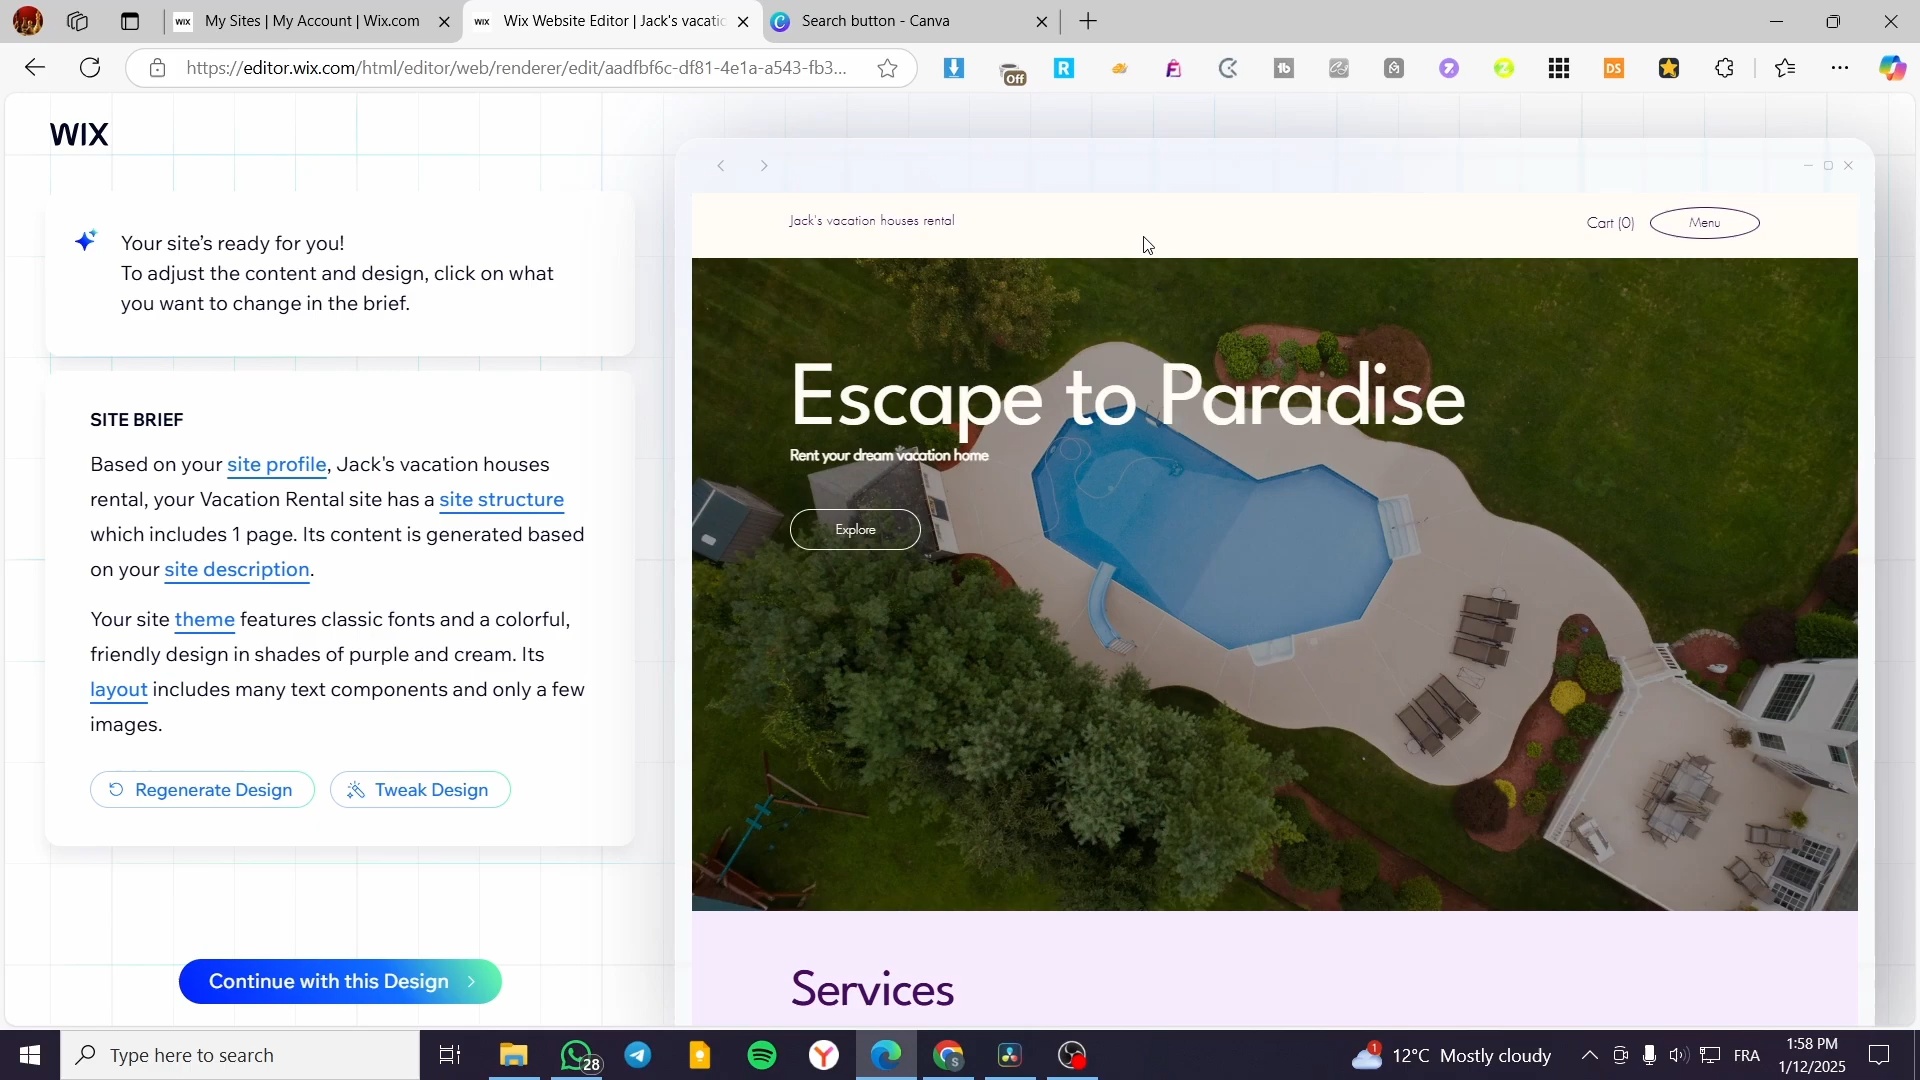 My Sites | My Account | Wix.com
Wix Website Editor | Jack's vacatic
Search button - Canva
https://editor.wix.com/html/editor/web/renderer/edit/aadfbf6c-df81-4e1a-a543-fb3...
Off
WIX
Your site's ready for you!
To adjust the content and design, click on what
you want to change in the brief.
SITE BRIEF
Based on your site profile, Jack's vacation houses
rental, your Vacation Rental site has a site structure
which includes 1 page. Its content is generated based
on your site description.
Your site theme features classic fonts and a colorful,
friendly design in shades of purple and cream. Its
layout includes many text components and only a few
images.
Regenerate Design
Tweak Design
Continue with this Design
Jack's vacation houses rental
Cart (0)
Menu
Escape to Paradise
Rent your dream vacation home
Explore
Services
Type here to search
28
1
12°C Mostly cloudy
FRA
1:58 PM
1/12/2025